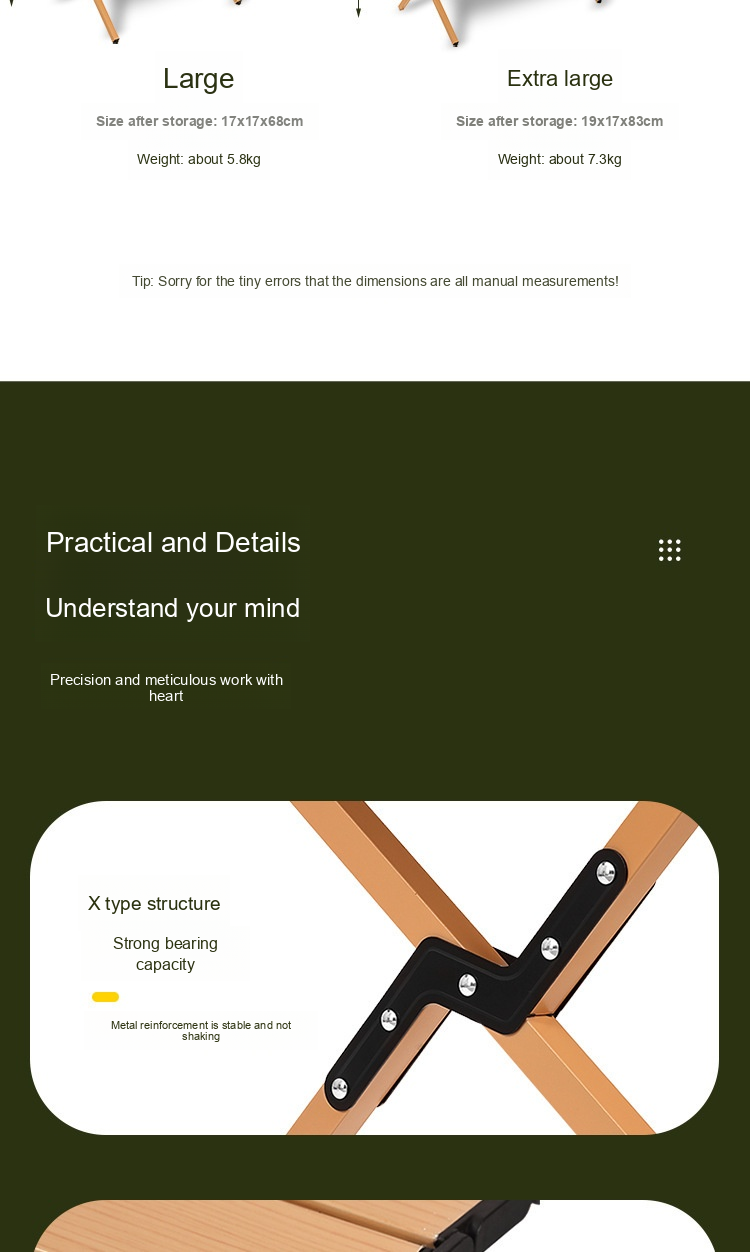 Large
Extra large
Size after storage: 17x17x68cm
Size after storage: 19x17x83cm
Weight: about 5.8kg
Weight: about 7.3kg
Tip: Sorry for the tiny errors that the dimensions are all manual measurements!
Practical and Details
Understand your mind
Precision and meticulous work with
heart
X type structure
Strong bearing
capacity
Metal reinforcement is stable and not
shaking